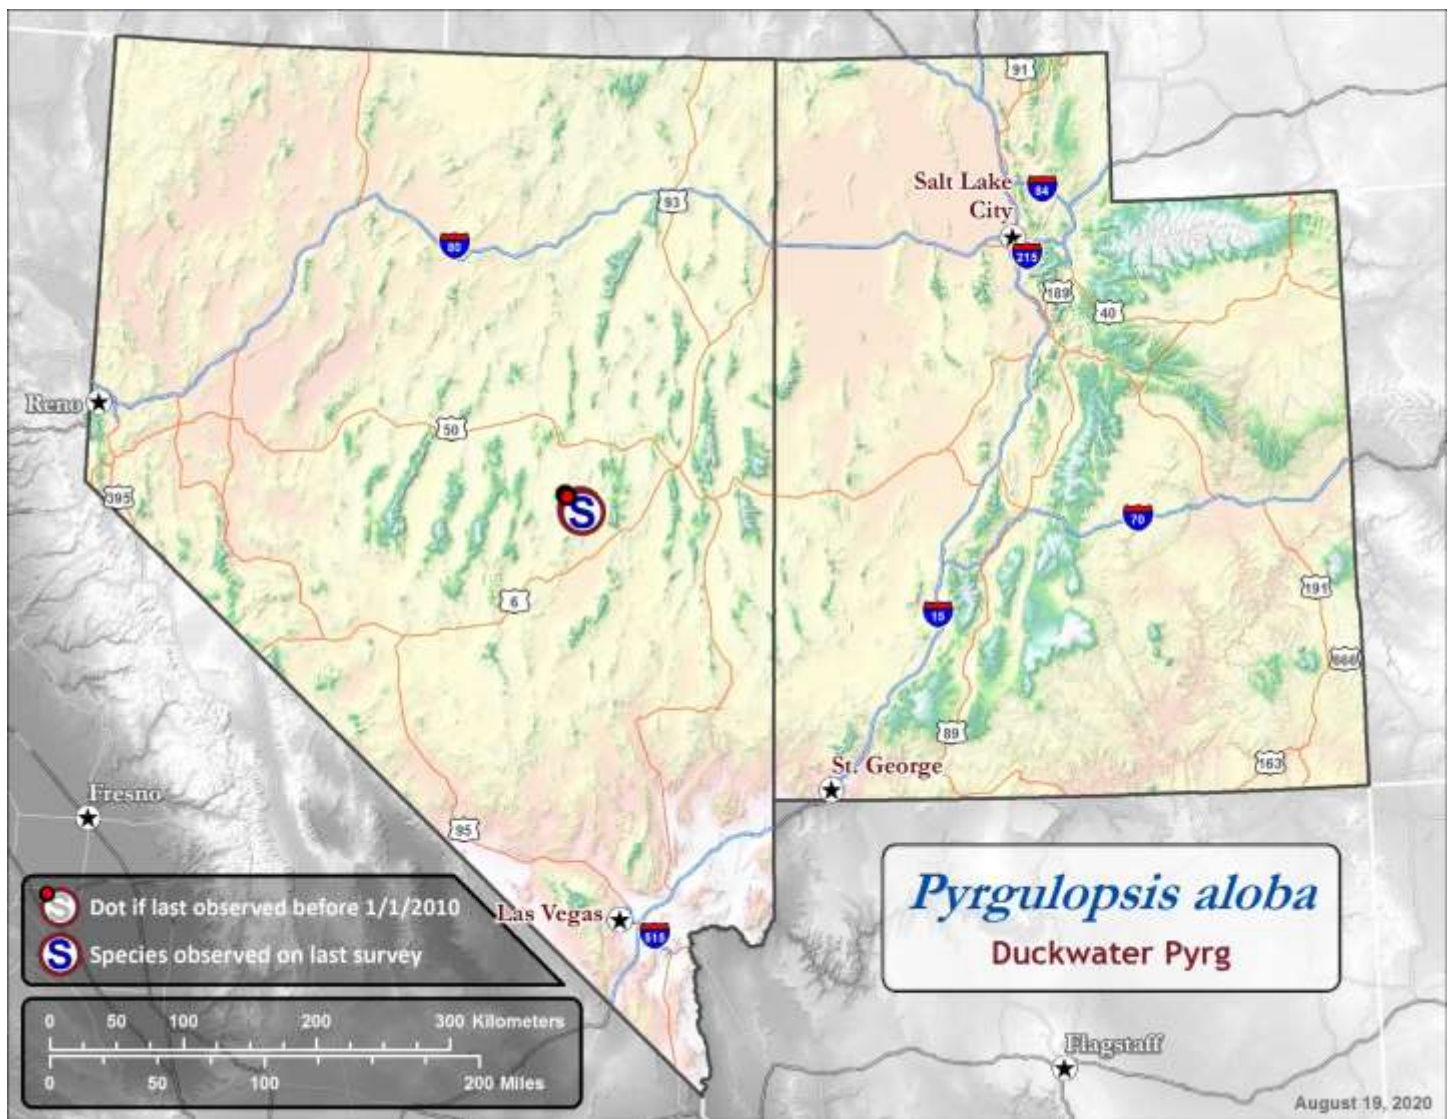 91
Salt Lake
City
84
93
80
215
189
40
Reno
50
395
70
6
15
191
666
89
St. George
163
Fresno
95
Las Vegas
515
Pyrgulopsis aloba
Duckwater Pyrg
S
Dot if last observed before 1/1/2010
S
Species observed on last survey
S
0 50 100 200 300 Kilometers
0 50 100 200 Miles
Flagstaff
August 19, 2020